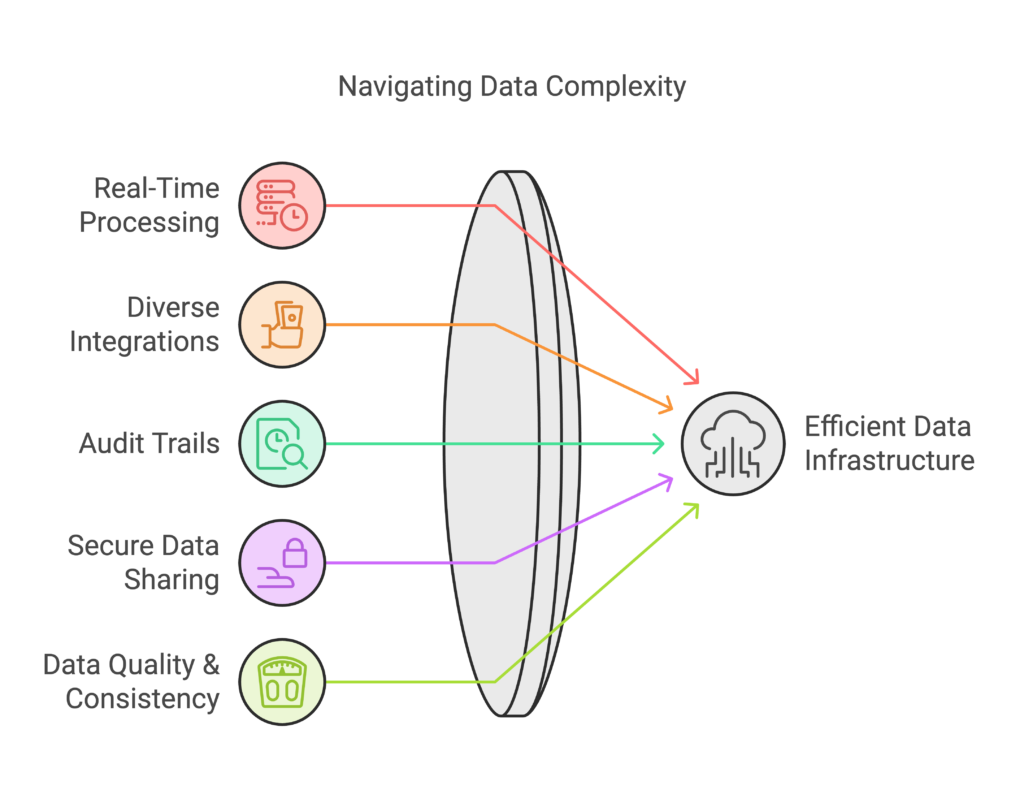 Navigating Data Complexity
Real-Time
Processing
Diverse
Integrations
Audit Trails
Secure Data
Sharing
Data Quality &
Consistency
Efficient Data
Infrastructure